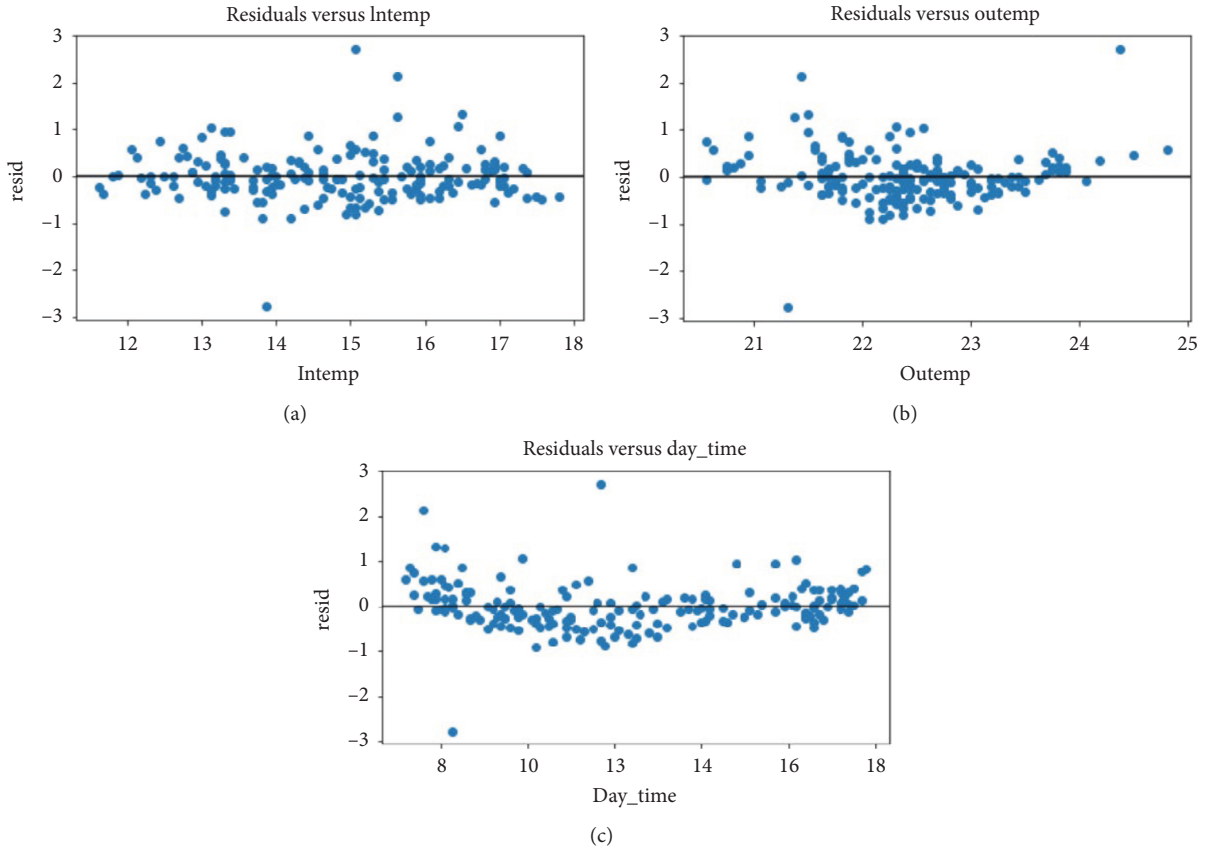 Residuals versus lntemp
3
2
1
0
–1
–2
–3
resid
12 13 14 15 16 17 18
Intemp
(a)
Residuals versus outemp
3
2
1
0
–1
–2
–3
resid
21 22 23 24 25
Outemp
(b)
Residuals versus day_time
3
2
1
0
–1
–2
–3
resid
8 10 13 14 16 18
Day_time
(c)